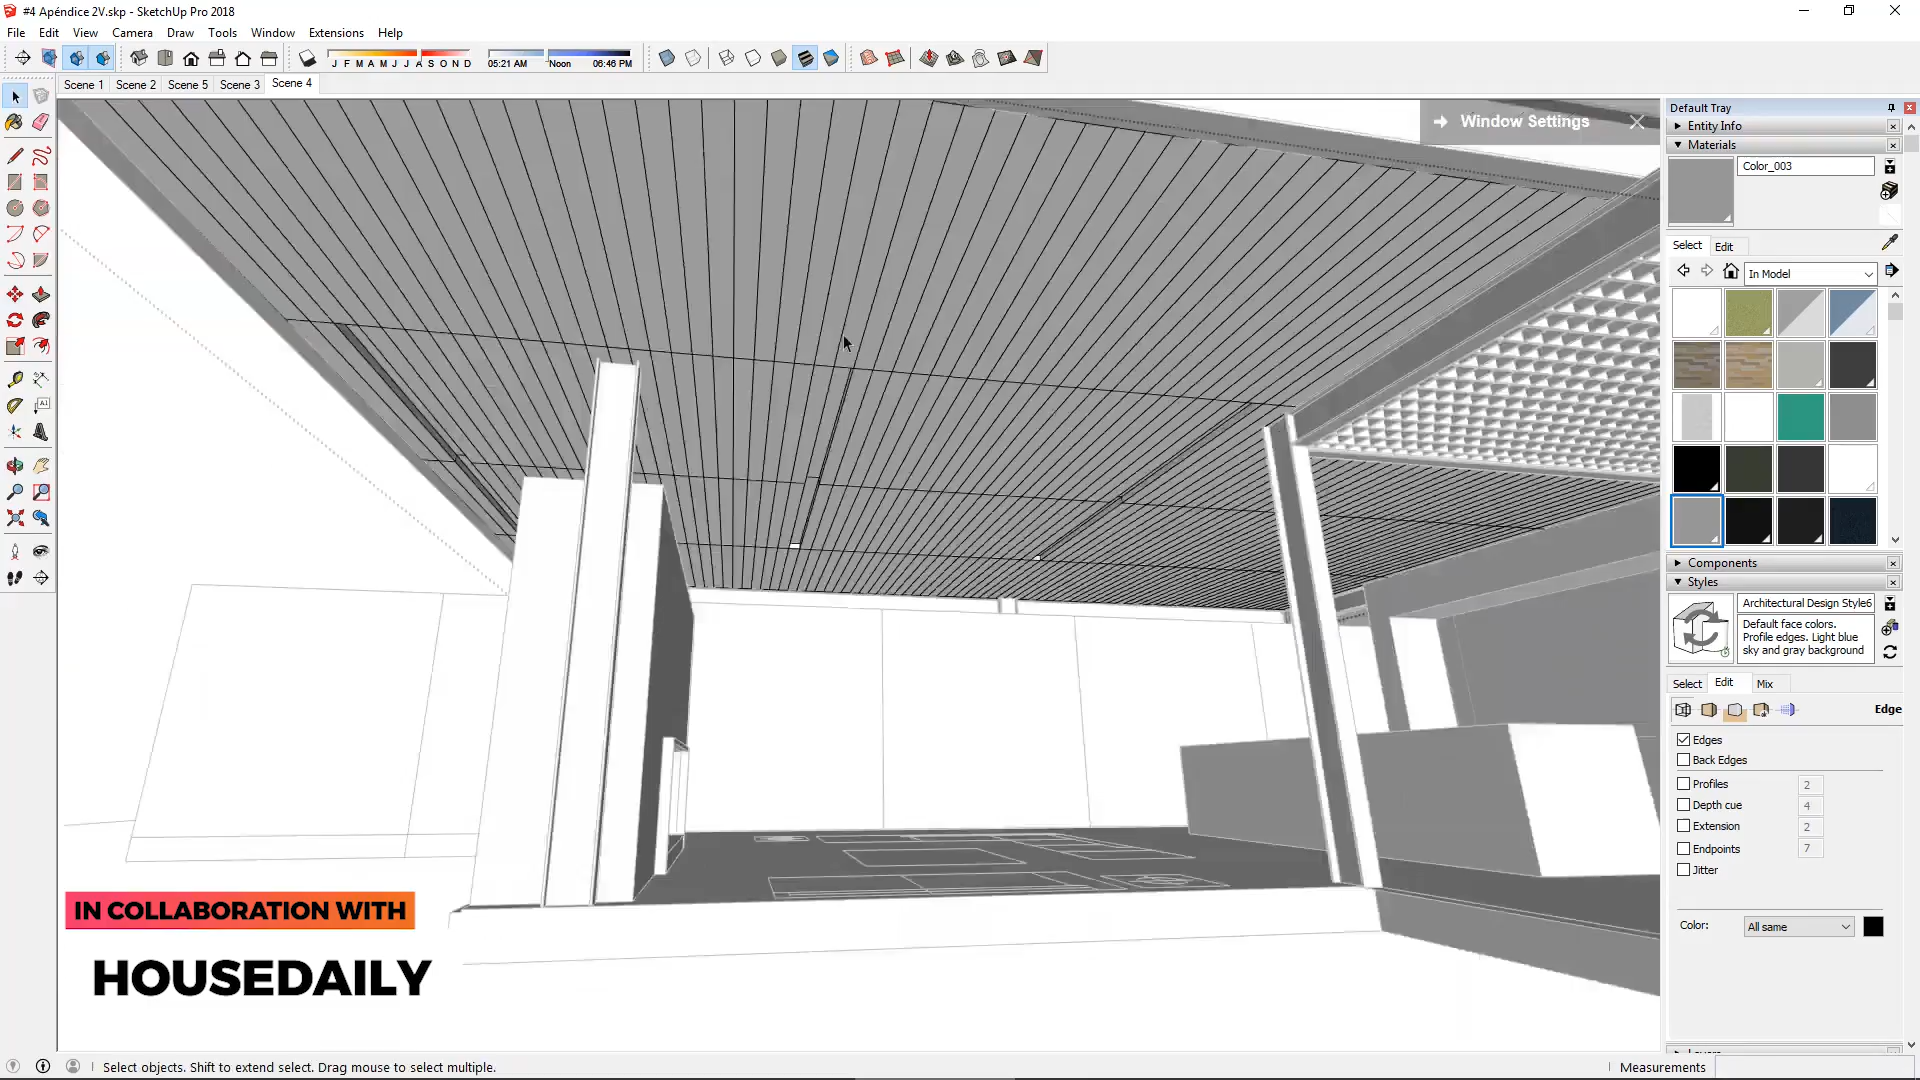 #4 Apéndice 2V.skp - SketchUp Pro 2018
File Edit View Camera Draw Tools Window Extensions Help
J F M A M J J A S O N D
05:21 AM Noon 06:46 PM
Scene 1 Scene 2 Scene 5 Scene 3 Scene 4
Window Settings
Default Tray
Entity Info
Materials
Color_003
Select Edit
In Model
Components
Styles
Architectural Design Style6
Default face colors.
Profile edges. Light blue
sky and gray background
Select Edit Mix
Edge
Edges
Back Edges
Profiles 2
Depth cue 4
Extension 2
Endpoints 7
Jitter
Color: All same
IN COLLABORATION WITH
HOUSEDAILY
Select objects. Shift to extend select. Drag mouse to select multiple.
Measurements